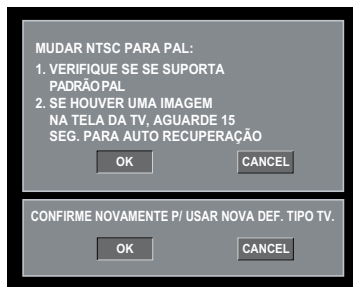 MUDAR NTSC PARA PAL:
1. VERIFIQUE SE SE SUPORTA
PADRÃO PAL
2. SE HOUVER UMA IMAGEM
NA TELA DA TV, AGUARDE 15
SEG. PARA AUTO RECUPERAÇÃO
OK CANCEL
CONFIRME NOVAMENTE P/ USAR NOVA DEF. TIPO TV.
OK CANCEL